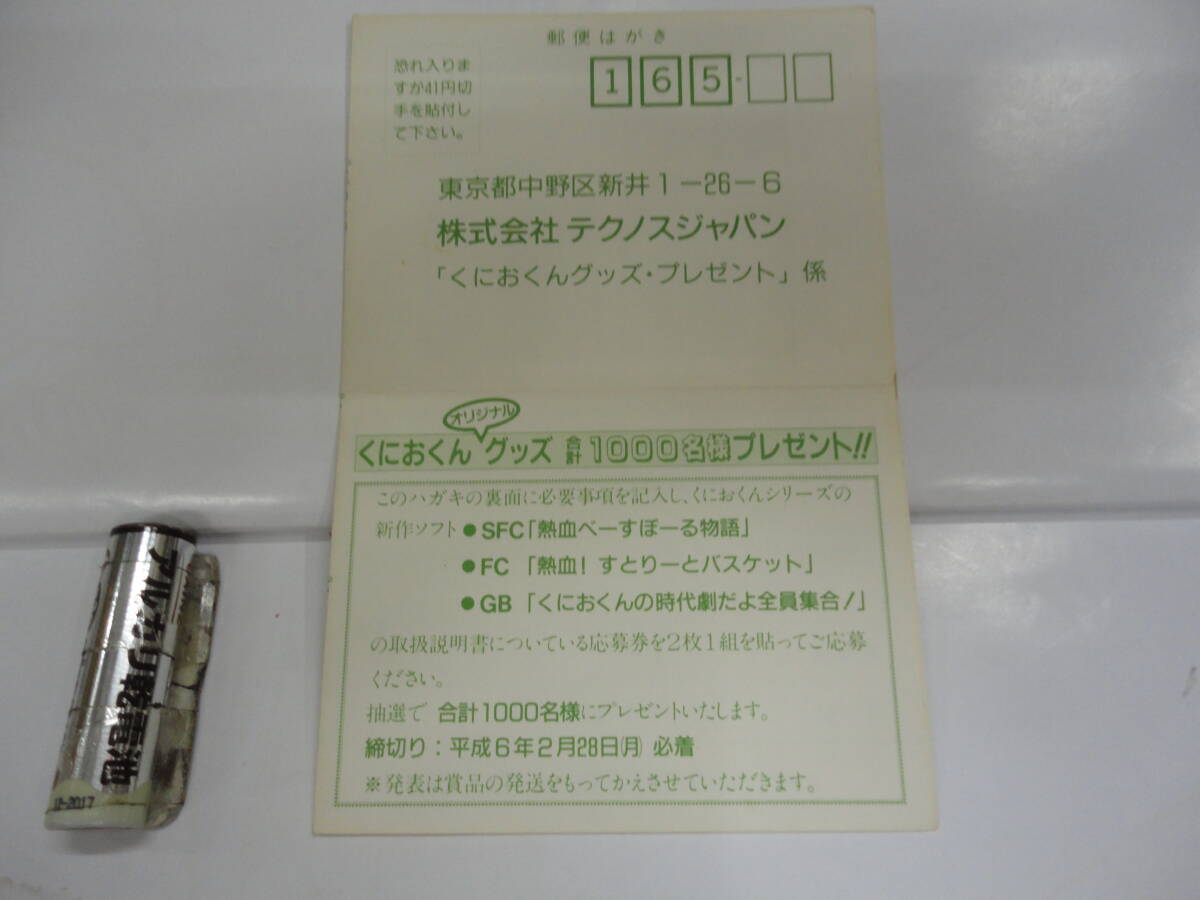 郵便はがき
恐れ入りま
すが41円切
手を貼付し
て下さい。
165-
東京都中野区新井1-26-6
株式会社 テクノスジャパン
「くにおくんグッズ・プレゼント」係
オリジナル
くにおくん グッズ 合計 1000名様プレゼント!!
このハガキの裏面に必要事項を記入し、くにおくんシリーズの
新作ソフト ●SFC「熱血べーすぼーる物語」
●FC 「熱血! すとりーとバスケット」
●GB 「くにおくんの時代劇だよ全員集合!」
の取扱説明書についている応募券を2枚1組を貼ってご応募
ください。
抽選で 合計1000名様にプレゼントいたします。
締切り:平成6年2月28日(月) 必着
※発表は賞品の発送をもってかえさせていただきます。
アルカリ乾電池
12-2017